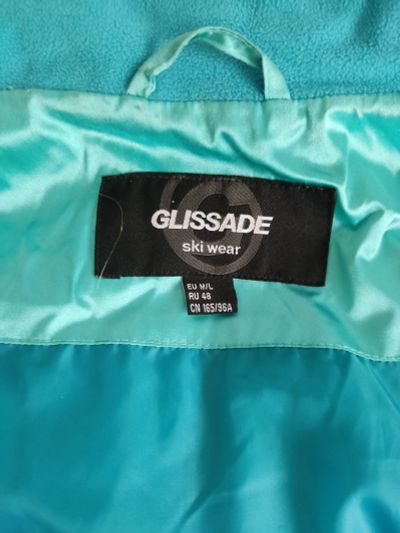 GLISSADE
ski wear
EU M/L
RU 48
CN 165/96A